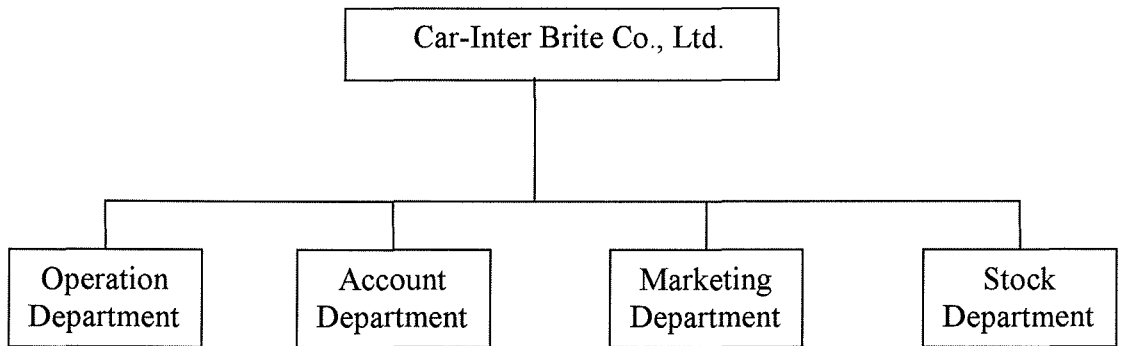 Car-Inter Brite Co., Ltd.
Operation
Department
Account
Department
Marketing
Department
Stock
Department